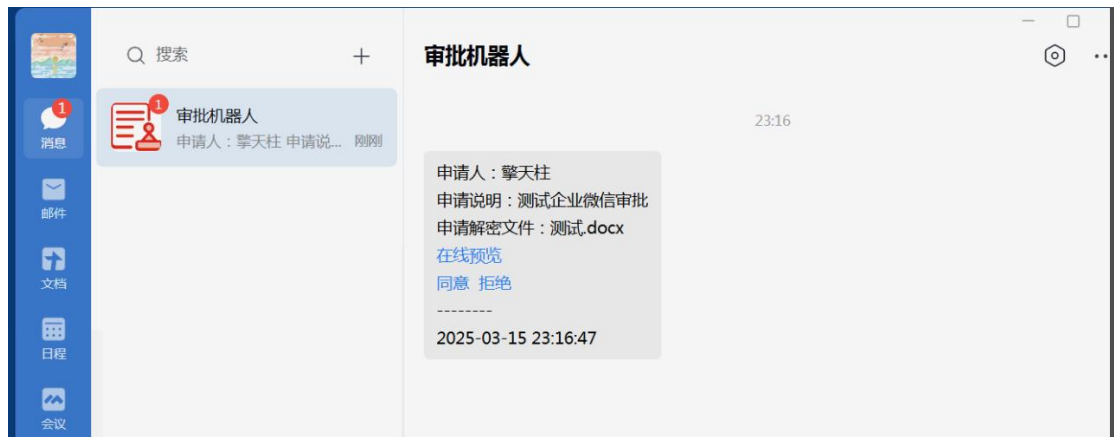 搜索
审批机器人
23:16
1
消息
1
审批机器人
申请人：擎天柱 申请说... 刚刚
申请人：擎天柱
申请说明：测试企业微信审批
申请解密文件：测试.docx
在线预览
同意 拒绝
--------
2025-03-15 23:16:47
邮件
文档
日程
会议